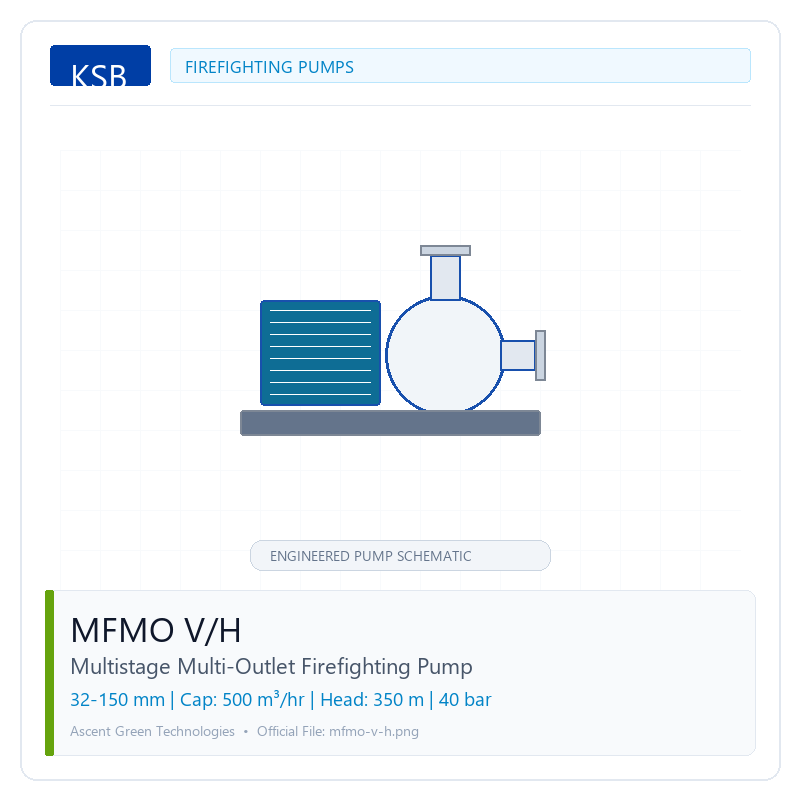 KSB
FIREFIGHTING PUMPS
ENGINEERED PUMP SCHEMATIC
MFMO V/H
Multistage Multi-Outlet Firefighting Pump
32-150 mm | Cap: 500 m³/hr | Head: 350 m | 40 bar
Ascent Green Technologies • Official File: mfmo-v-h.png